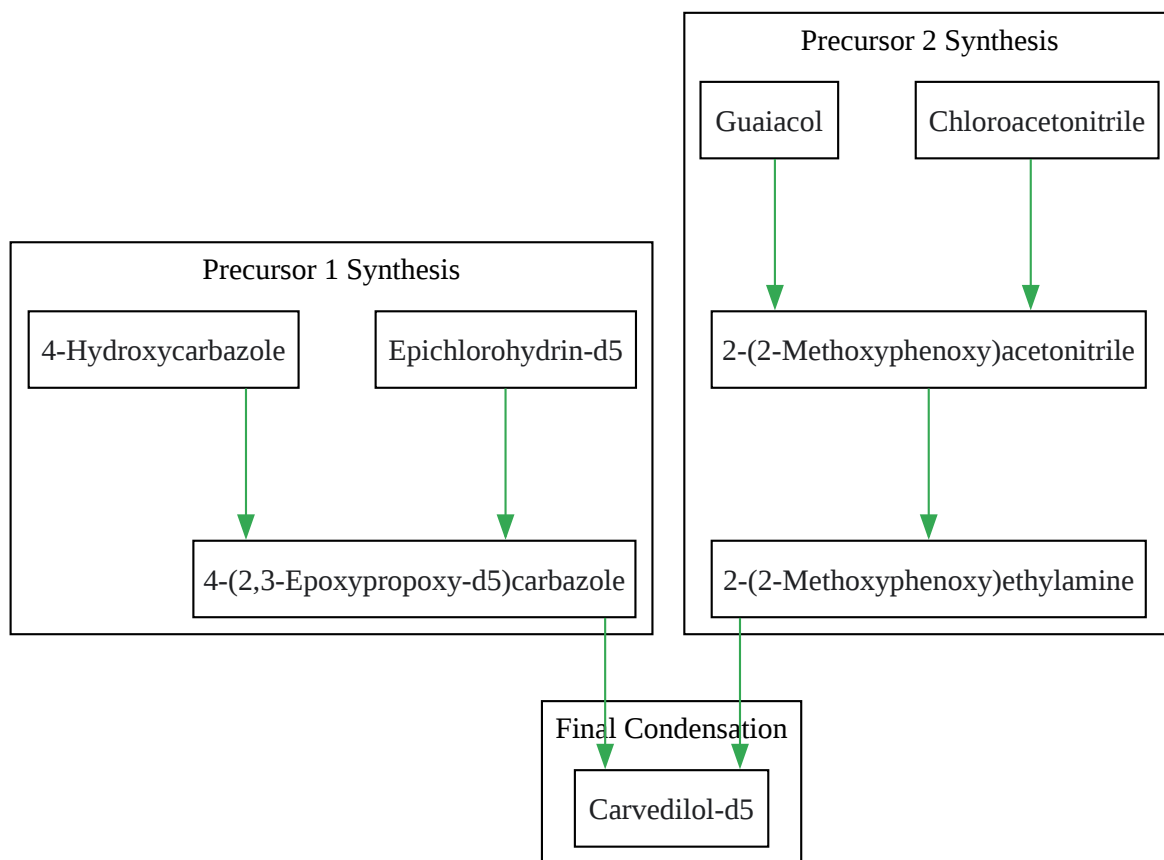 Precursor 2 Synthesis
Guaiacol
Chloroacetonitrile
Precursor 1 Synthesis
4-Hydroxycarbazole
Epichlorohydrin-d5
2-(2-Methoxyphenoxy)acetonitrile
4-(2,3-Epoxypropoxy-d5)carbazole
2-(2-Methoxyphenoxy)ethylamine
Final Condensation
Carvedilol-d5